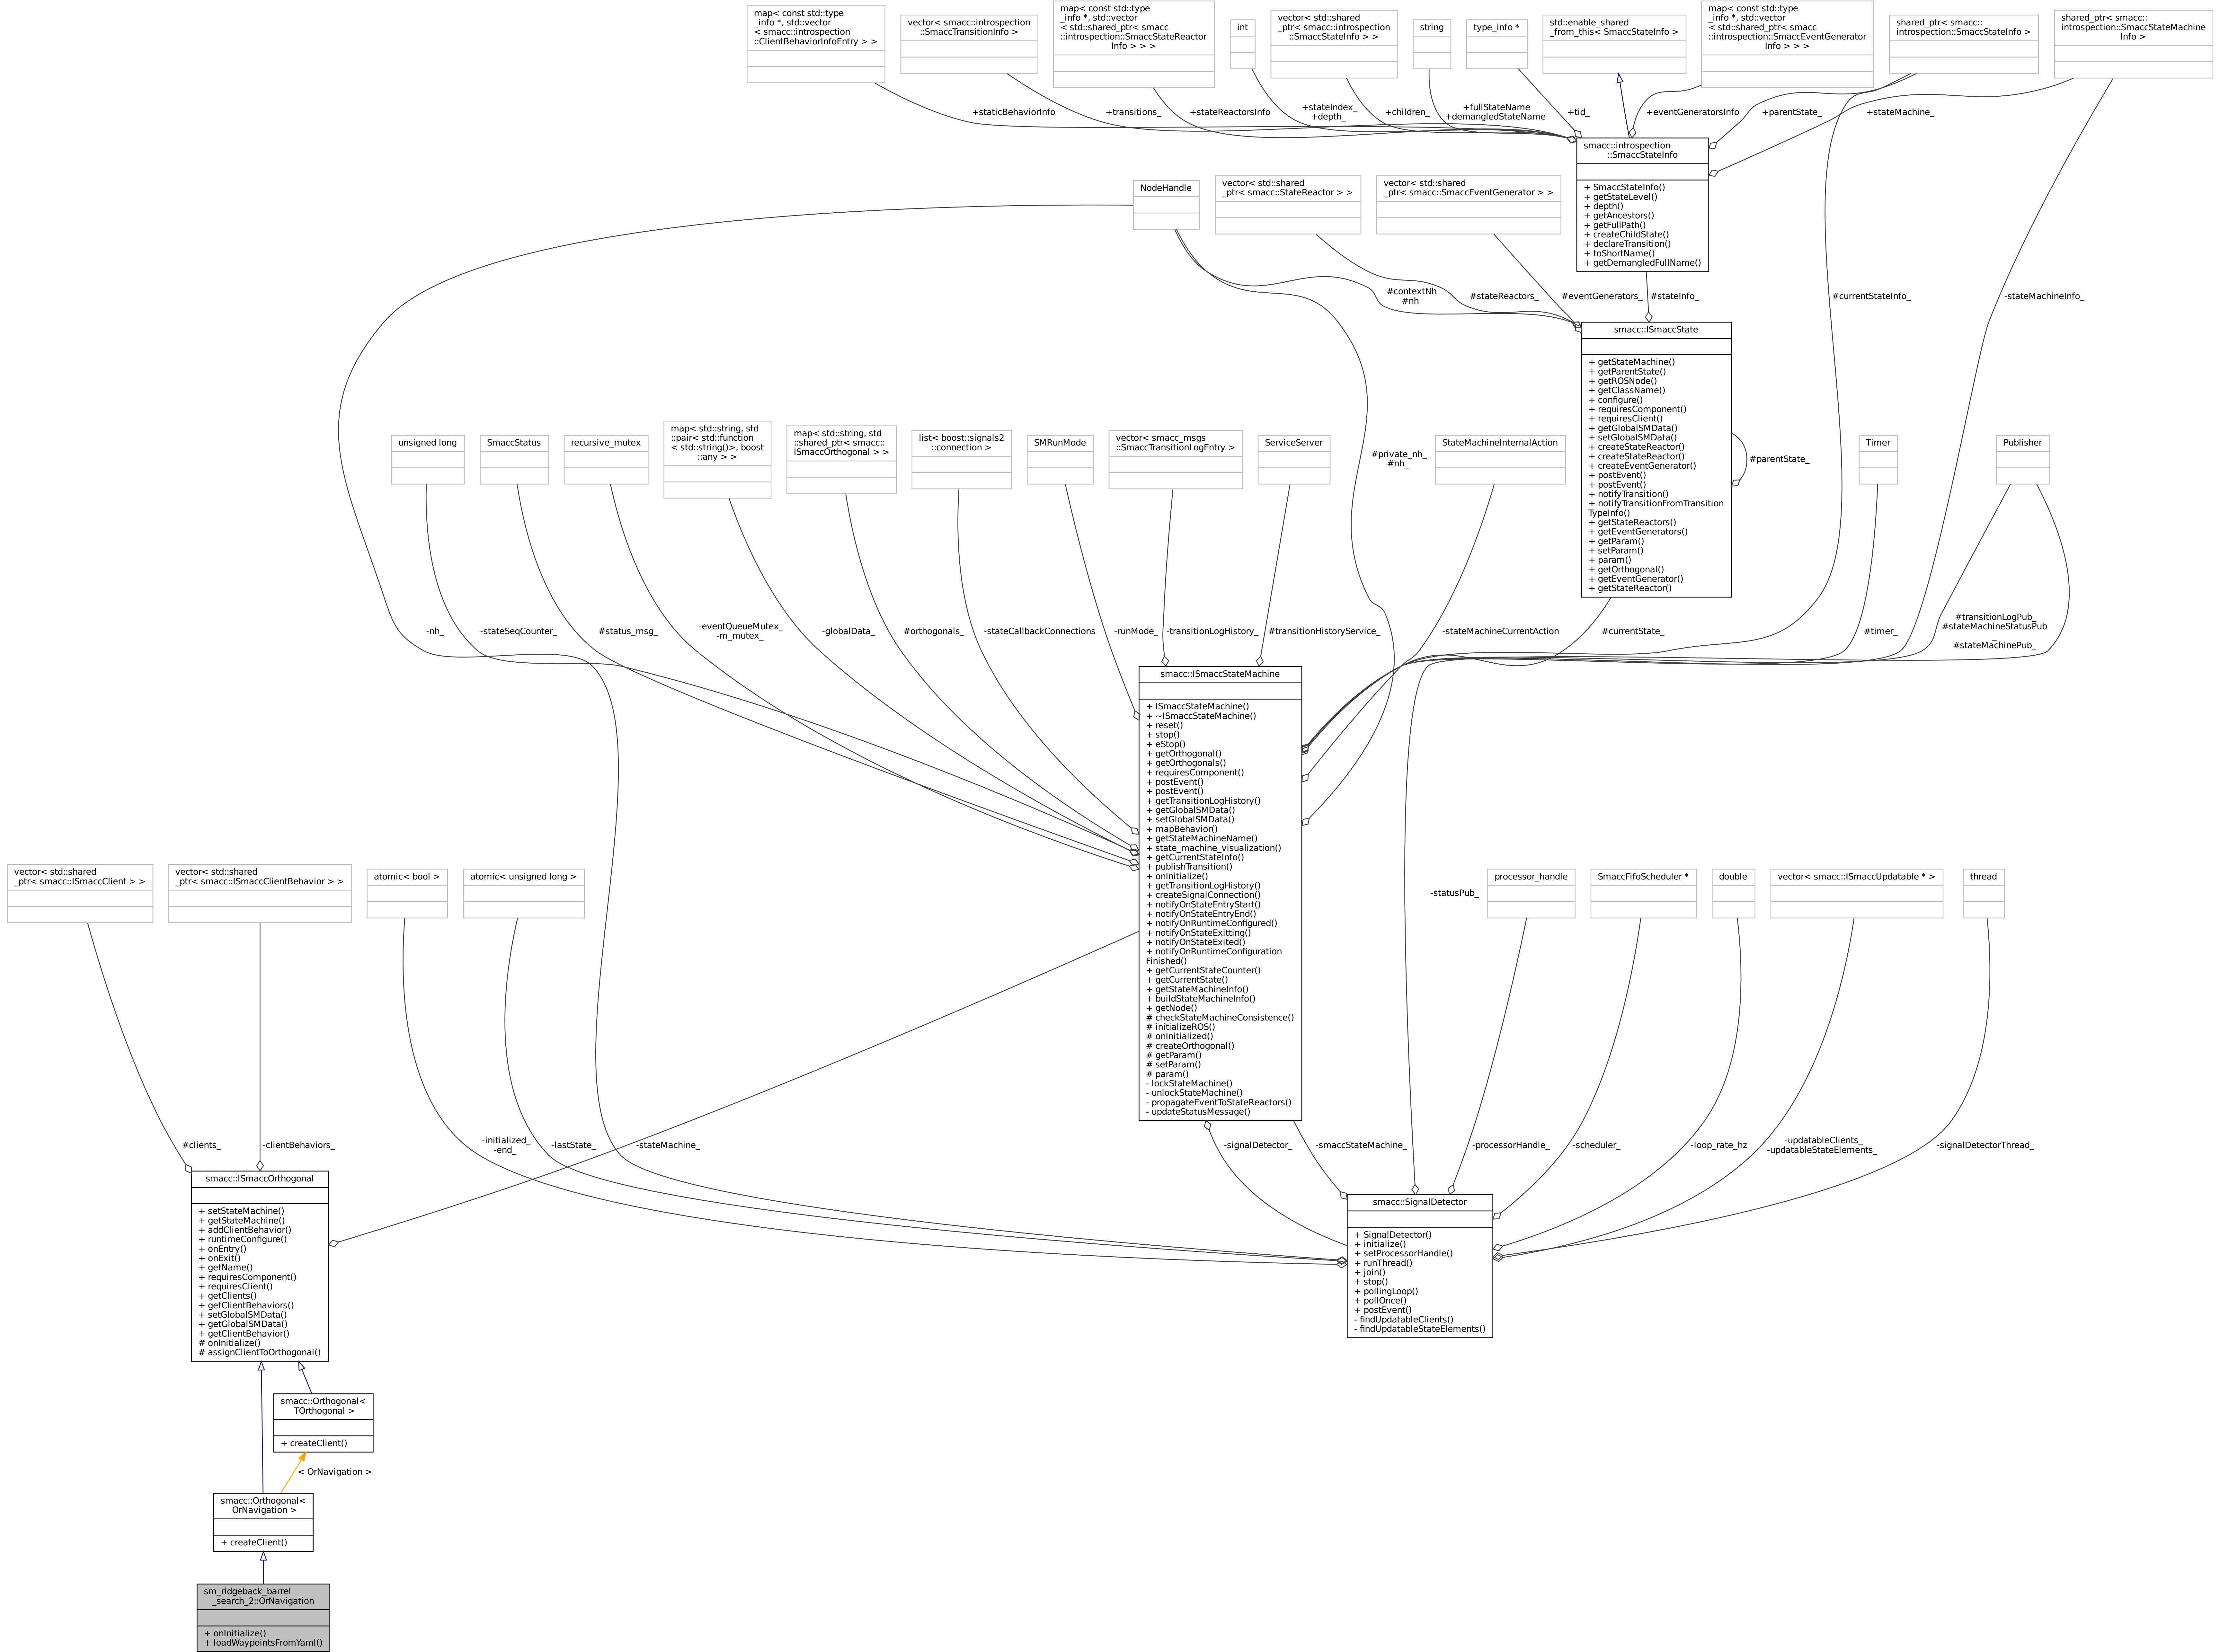 map< const std::type
_info *, std::vector
< smacc::introspection
::ClientBehaviorInfoEntry > >
vector< smacc::introspection
::SmaccTransitionInfo >
map< const std::type
_info *, std::vector
< std::shared_ptr< smacc
::introspection::SmaccStateReactor
Info > > >
int
vector< std::shared
_ptr< smacc::introspection
::SmaccStateInfo > >
string
type_info *
std::enable_shared
_from_this< SmaccStateInfo >
map< const std::type
_info *, std::vector
< std::shared_ptr< smacc
::introspection::SmaccEventGenerator
Info > > >
shared_ptr< smacc::
introspection::SmaccStateInfo >
shared_ptr< smacc::
introspection::SmaccStateMachine
Info >
+staticBehaviorInfo
+transitions_
+stateReactorsInfo
+stateIndex_
+depth_
+children_
+fullStateName
+demangledStateName
+tid_
+eventGeneratorsInfo
+parentState_
+stateMachine_
smacc::introspection
::SmaccStateInfo
+ SmaccStateInfo()
+ getStateLevel()
+ depth()
+ getAncestors()
+ getFullPath()
+ createChildState()
+ declareTransition()
+ toShortName()
+ getDemangledFullName()
NodeHandle
vector< std::shared
_ptr< smacc::StateReactor > >
vector< std::shared
_ptr< smacc::SmaccEventGenerator > >
#contextNh
#nh
#stateReactors_
#eventGenerators_
#stateInfo_
#currentStateInfo_
-stateMachineInfo_
smacc::ISmaccState
+ getStateMachine()
+ getParentState()
+ getROSNode()
+ getClassName()
+ configure()
+ requiresComponent()
+ requiresClient()
+ getGlobalSMData()
+ setGlobalSMData()
+ createStateReactor()
+ createStateReactor()
+ createEventGenerator()
+ postEvent()
+ postEvent()
+ notifyTransition()
+ notifyTransitionFromTransition
TypeInfo()
+ getStateReactors()
+ getEventGenerators()
+ getParam()
+ setParam()
+ param()
+ getOrthogonal()
+ getEventGenerator()
+ getStateReactor()
#parentState_
unsigned long
SmaccStatus
recursive_mutex
map< std::string, std
::pair< std::function
< std::string()>, boost
::any > >
map< std::string, std
::shared_ptr< smacc::
ISmaccOrthogonal > >
list< boost::signals2
::connection >
SMRunMode
vector< smacc_msgs
::SmaccTransitionLogEntry >
ServiceServer
#private_nh_
#nh_
StateMachineInternalAction
Timer
Publisher
-nh_
-stateSeqCounter_
#status_msg_
-eventQueueMutex_
-m_mutex_
-globalData_
#orthogonals_
-stateCallbackConnections
-runMode_
-transitionLogHistory_
#transitionHistoryService_
-stateMachineCurrentAction
#currentState_
#timer_
#transitionLogPub_
#stateMachineStatusPub
_
#stateMachinePub_
smacc::ISmaccStateMachine
+ ISmaccStateMachine()
+ ~ISmaccStateMachine()
+ reset()
+ stop()
+ eStop()
+ getOrthogonal()
+ getOrthogonals()
+ requiresComponent()
+ postEvent()
+ postEvent()
+ getTransitionLogHistory()
+ getGlobalSMData()
+ setGlobalSMData()
+ mapBehavior()
+ getStateMachineName()
+ state_machine_visualization()
+ getCurrentStateInfo()
+ publishTransition()
+ onInitialize()
+ getTransitionLogHistory()
+ createSignalConnection()
+ notifyOnStateEntryStart()
+ notifyOnStateEntryEnd()
+ notifyOnRuntimeConfigured()
+ notifyOnStateExitting()
+ notifyOnStateExited()
+ notifyOnRuntimeConfiguration
Finished()
+ getCurrentStateCounter()
+ getCurrentState()
+ getStateMachineInfo()
+ buildStateMachineInfo()
+ getNode()
# checkStateMachineConsistence()
# initializeROS()
# onInitialized()
# createOrthogonal()
# getParam()
# setParam()
# param()
- lockStateMachine()
- unlockStateMachine()
- propagateEventToStateReactors()
- updateStatusMessage()
vector< std::shared
_ptr< smacc::ISmaccClient > >
vector< std::shared
_ptr< smacc::ISmaccClientBehavior > >
atomic< bool >
atomic< unsigned long >
-statusPub_
processor_handle
SmaccFifoScheduler *
double
vector< smacc::ISmaccUpdatable * >
thread
#clients_
-clientBehaviors_
-initialized_
-end_
-lastState_
-stateMachine_
-signalDetector_
-smaccStateMachine_
-processorHandle_
-scheduler_
-loop_rate_hz
-updatableClients_
-updatableStateElements_
-signalDetectorThread_
smacc::ISmaccOrthogonal
+ setStateMachine()
+ getStateMachine()
+ addClientBehavior()
+ runtimeConfigure()
+ onEntry()
+ onExit()
+ getName()
+ requiresComponent()
+ requiresClient()
+ getClients()
+ getClientBehaviors()
+ setGlobalSMData()
+ getGlobalSMData()
+ getClientBehavior()
# onInitialize()
# assignClientToOrthogonal()
smacc::SignalDetector
+ SignalDetector()
+ initialize()
+ setProcessorHandle()
+ runThread()
+ join()
+ stop()
+ pollingLoop()
+ pollOnce()
+ postEvent()
- findUpdatableClients()
- findUpdatableStateElements()
smacc::Orthogonal<
TOrthogonal >
+ createClient()
< OrNavigation >
smacc::Orthogonal<
OrNavigation >
+ createClient()
sm_ridgeback_barrel
_search_2::OrNavigation
+ onInitialize()
+ loadWaypointsFromYaml()